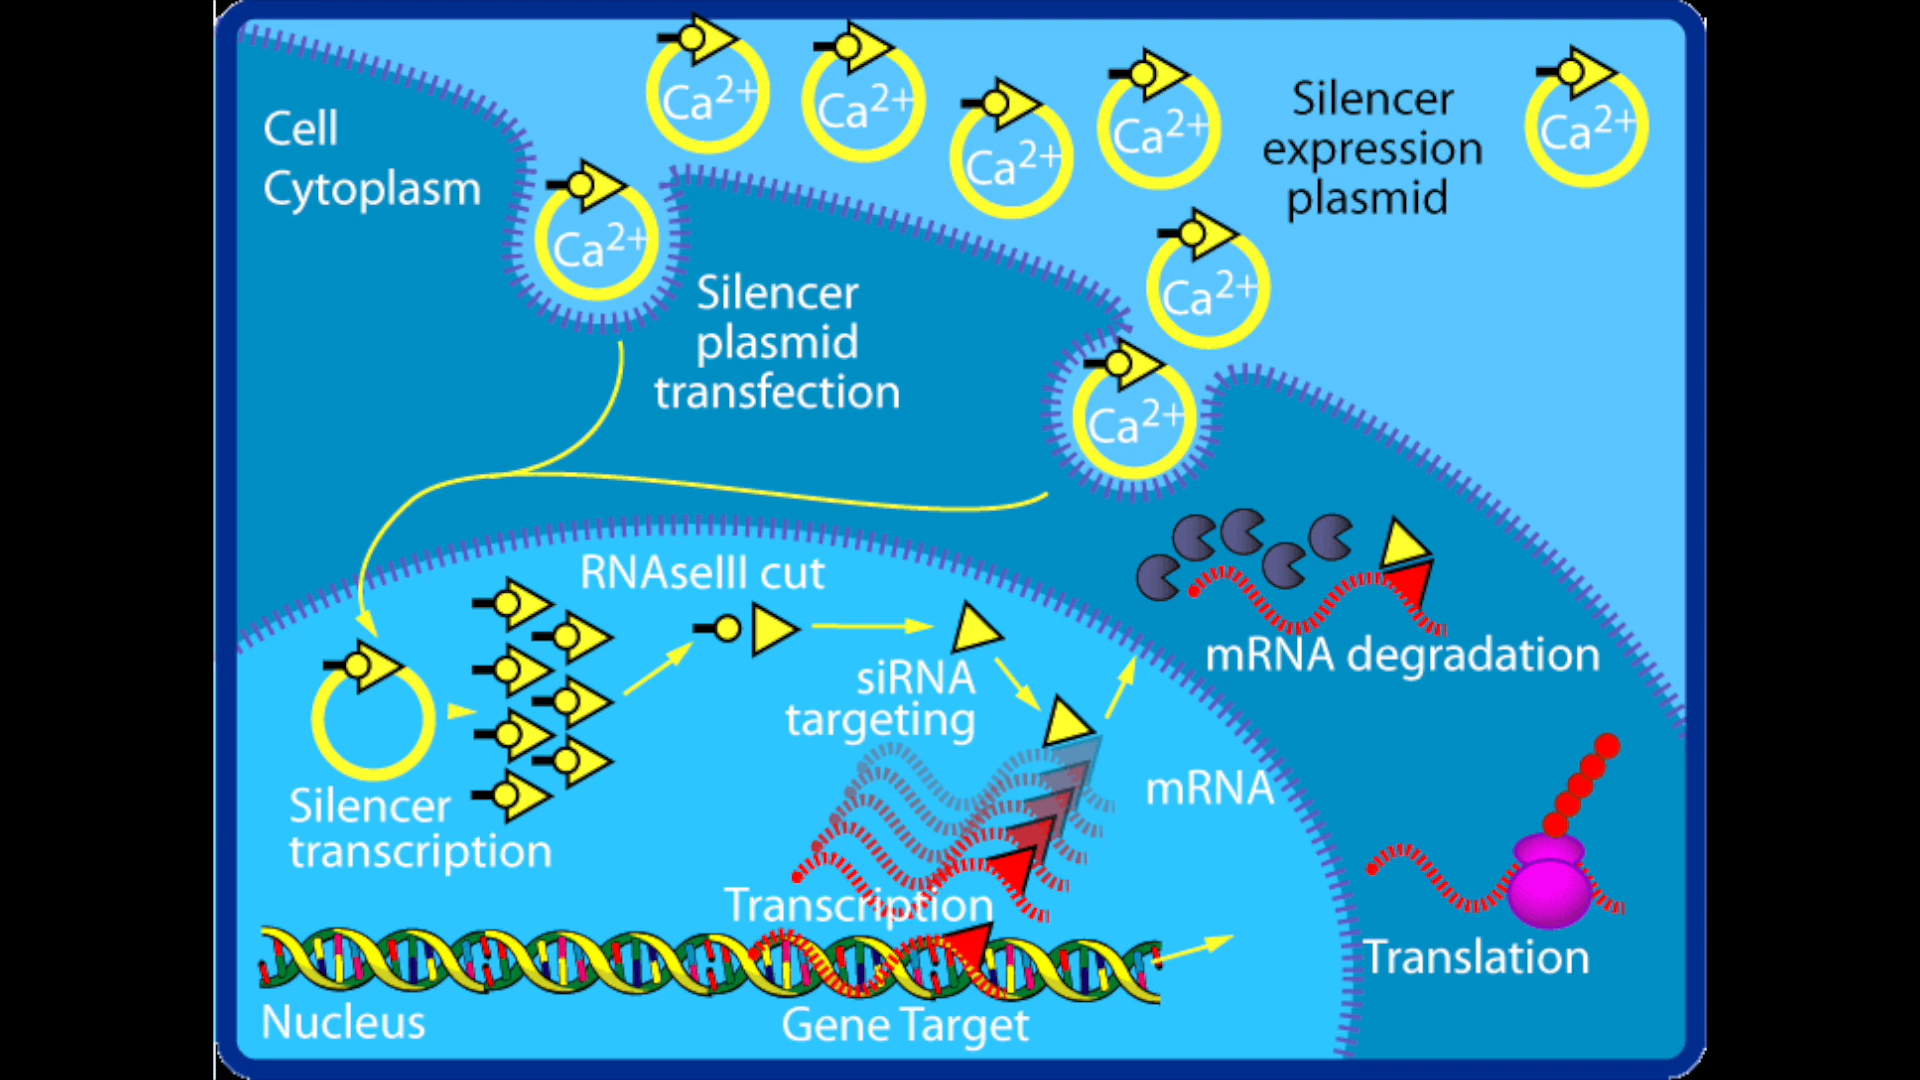 Ca2+
Ca2+
Ca2+
Ca2+
Ca2+
Silencer
expression
plasmid
Cell
Cytoplasm
Ca2+
Ca2+
Silencer
plasmid
transfection
Ca2+
RNAseIII cut
siRNA
targeting
mRNA degradation
mRNA
Silencer
transcription
Transcription
Translation
Nucleus
Gene Target